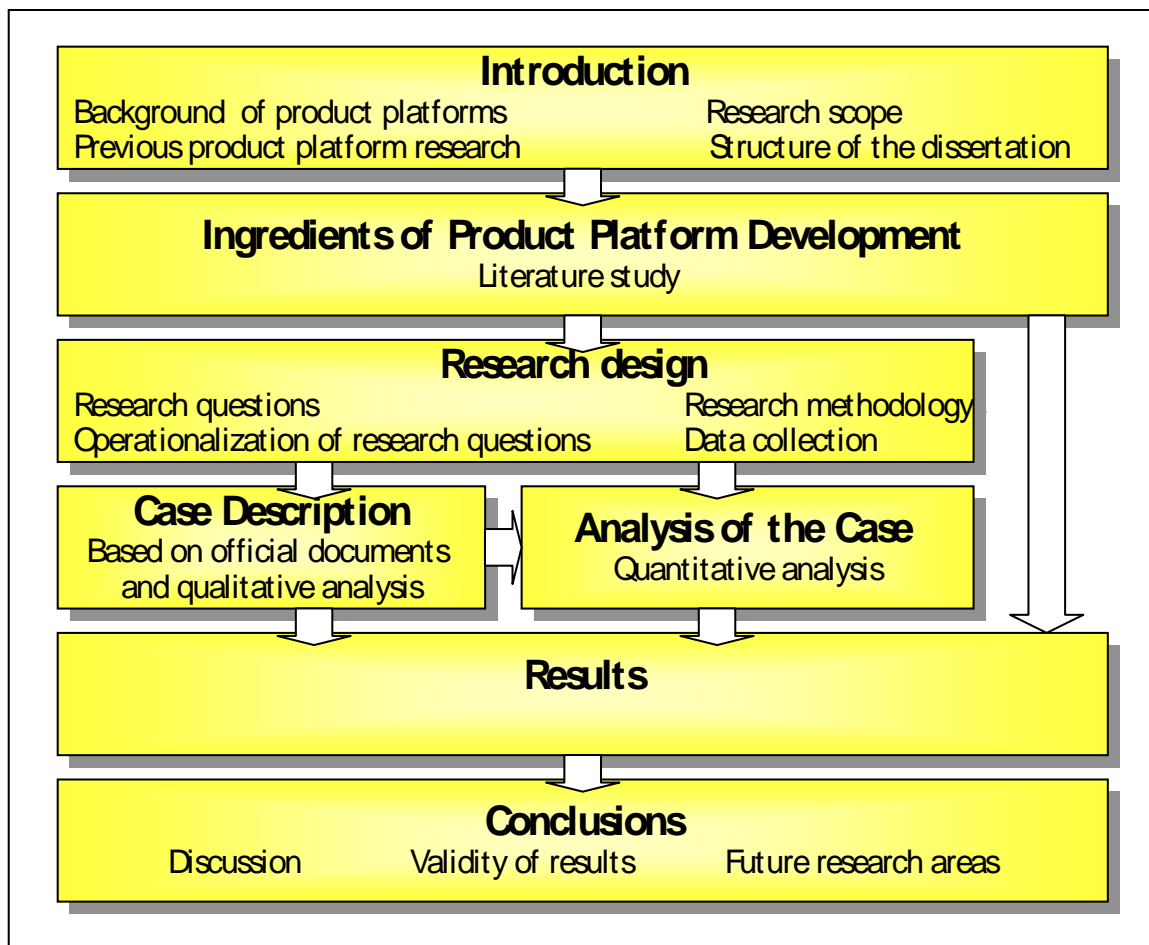 Introduction
Background of product platforms Research scope
Previous product platform research Structure of the dissertation
Ingredients of Product Platform Development
Literature study
Research design
Research questions Research methodology
Operationalization of research questions Data collection
Case Description
Based on official documents
and qualitative analysis
Analysis of the Case
Quantitative analysis
Results
Conclusions
Discussion Validity of results Future research areas